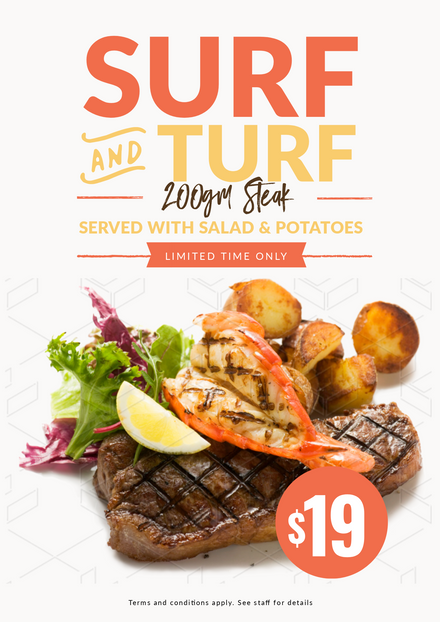 SURF
AND TURF
200gm Steak
SERVED WITH SALAD & POTATOES
LIMITED TIME ONLY
$19
Terms and conditions apply. See staff for details